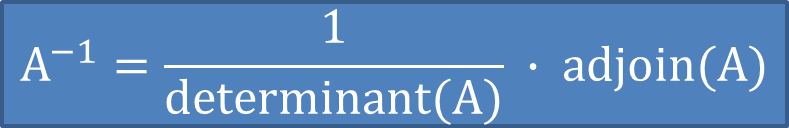 A⁻¹ = 1/determinant(A) · adjoin(A)